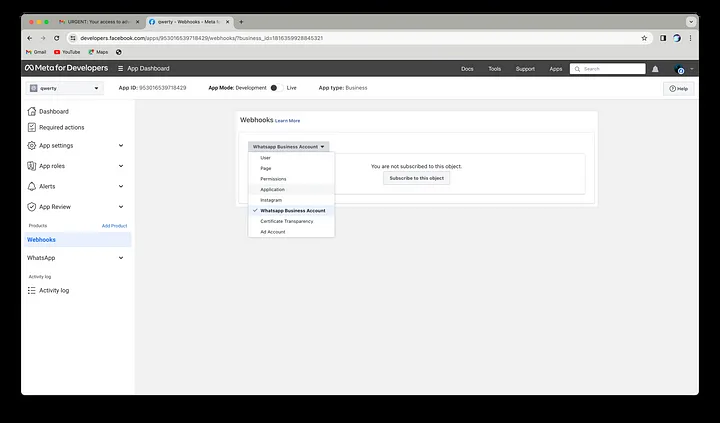 URGENT: Your access to adv
qwerty - Webhooks - Meta fo
developers.facebook.com/apps/953016539718429/webhooks/?business_id=1816359928845321
Gmail YouTube Maps
Meta for Developers App Dashboard Docs Tools Support Apps Search
qwerty App ID: 953016539718429 App Mode: Development Live App type: Business Help
Dashboard
Required actions
App settings
App roles
Alerts
App Review
Products Add Product
Webhooks
WhatsApp
Activity log
Activity log
Webhooks Learn More
Whatsapp Business Account
User
Page
Permissions
Application
Instagram
Whatsapp Business Account
Certificate Transparency
Ad Account
You are not subscribed to this object.
Subscribe to this object